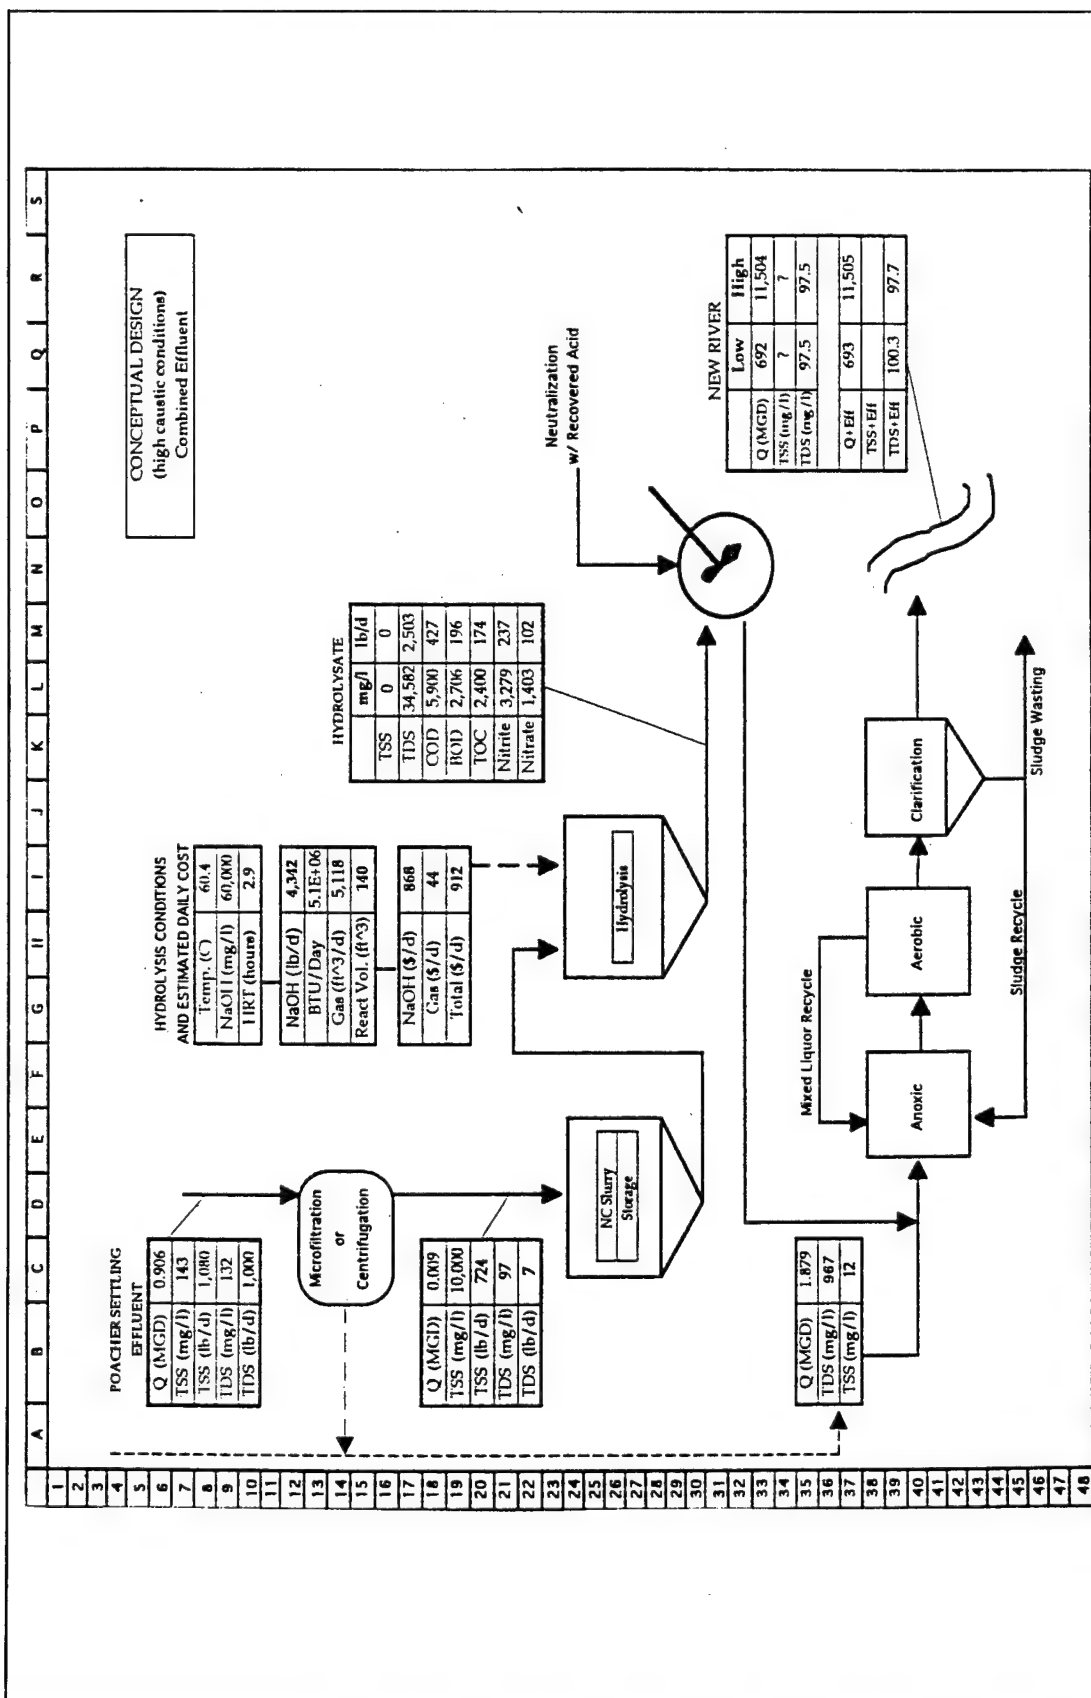 A B C D E F G H I J K L M N O P Q R S
1
2
3
4
5
6
7
8
9
10
11
12
13
14
15
16
17
18
19
20
21
22
23
24
25
26
27
28
29
30
31
32
33
34
35
36
37
38
39
40
41
42
43
44
45
46
47
48
CONCEPTUAL DESIGN
(high caustic conditions)
Combined Effluent
POACHER SETTLING
EFFLUENT
Q (MGD) 0.906
TSS (mg/l) 143
TSS (lb/d) 1,080
TDS (mg/l) 132
TDS (lb/d) 1,000
Microfiltration
or
Centrifugation
Q (MGD) 0.009
TSS (mg/l) 10,000
TSS (lb/d) 724
TDS (mg/l) 97
TDS (lb/d) 7
NC Slurry
Storage
HYDROLYSIS CONDITIONS
AND ESTIMATED DAILY COST
Temp. (C) 60.4
NaOH (mg/l) 60,000
HRT (hours) 2.9
NaOH (lb/d) 4,342
BTU/Day 5.1E+06
Gas (ft^3/d) 5,118
React Vol. (ft^3) 140
NaOH ($/d) 868
Gas ($/d) 44
Total ($/d) 912
Hydrolysis
HYDROLYSATE
mg/l lb/d
TSS 0 0
TDS 34,582 2,503
COD 5,900 427
BOD 2,706 196
TOC 2,400 174
Nitrite 3,279 237
Nitrate 1,403 102
Neutralization
w/ Recovered Acid
NEW RIVER
Low High
Q (MGD) 692 11,504
TSS (mg/l) ? ?
TDS (mg/l) 97.5 97.5
Q+Eff 693 11,505
TSS+Eff
TDS+Eff 100.3 97.7
Q (MGD) 1.879
TDS (mg/l) 967
TSS (mg/l) 12
Mixed Liquor Recycle
Anoxic
Aerobic
Clarification
Sludge Recycle
Sludge Wasting